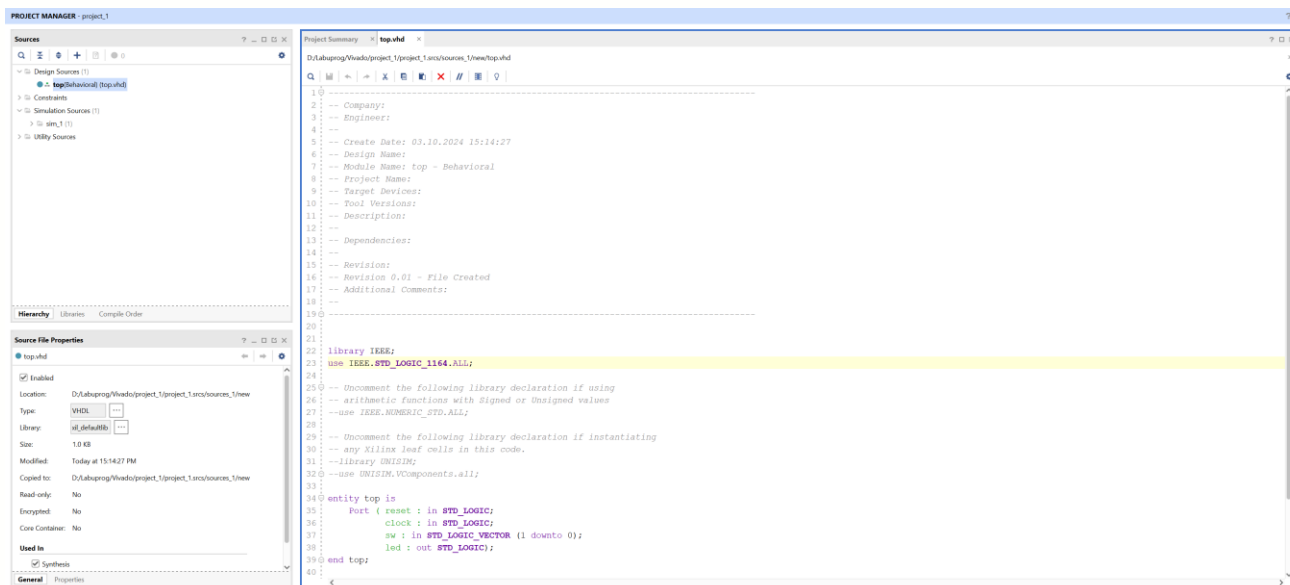 PROJECT MANAGER - project_1
?
Sources
? _ □ □ X
0
Design Sources (1)
top(Behavioral) (top.vhd)
Constraints
Simulation Sources (1)
sim_1 (1)
Utility Sources
Hierarchy Libraries Compile Order
Source File Properties
? _ □ □ X
top.vhd
Enabled
Location: D:/Labuprog/Vivado/project_1/project_1.srcs/sources_1/new
Type: VHDL ...
Library: xil_defaultlib ...
Size: 1.0 KB
Modified: Today at 15:14:27 PM
Copied to: D:/Labuprog/Vivado/project_1/project_1.srcs/sources_1/new
Read-only: No
Encrypted: No
Core Container: No
Used In
Synthesis
General Properties
Project Summary × top.vhd ×
? □
D:/Labuprog/Vivado/project_1/project_1.srcs/sources_1/new/top.vhd
1 ----------------------------------------------------------------------------------
2 -- Company:
3 -- Engineer:
4 --
5 -- Create Date: 03.10.2024 15:14:27
6 -- Design Name:
7 -- Module Name: top - Behavioral
8 -- Project Name:
9 -- Target Devices:
10 -- Tool Versions:
11 -- Description:
12 --
13 -- Dependencies:
14 --
15 -- Revision:
16 -- Revision 0.01 - File Created
17 -- Additional Comments:
18 --
19 ----------------------------------------------------------------------------------
20
21
22 library IEEE;
23 use IEEE.STD_LOGIC_1164.ALL;
24
25 -- Uncomment the following library declaration if using
26 -- arithmetic functions with Signed or Unsigned values
27 --use IEEE.NUMERIC_STD.ALL;
28
29 -- Uncomment the following library declaration if instantiating
30 -- any Xilinx leaf cells in this code.
31 --library UNISIM;
32 --use UNISIM.VComponents.all;
33
34 entity top is
35 Port ( reset : in STD_LOGIC;
36 clock : in STD_LOGIC;
37 sw : in STD_LOGIC_VECTOR (1 downto 0);
38 led : out STD_LOGIC);
39 end top;
40